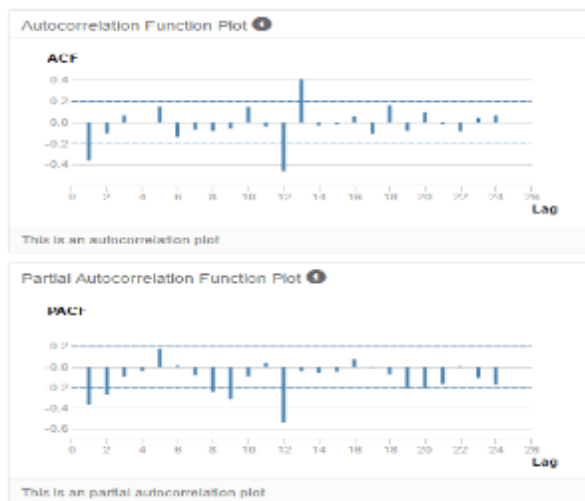 Autocorrelation Function Plot
ACF
0.4
0.2
0.0
-0.2
-0.4
0 2 4 6 8 10 12 14 16 18 20 22 24 26
Lag
This is an autocorrelation plot
Partial Autocorrelation Function Plot
PACF
0.2
-0.0
-0.2
-0.4
-0.6
0 2 4 6 8 10 12 14 16 18 20 22 24 26
Lag
This is an partial autocorrelation plot